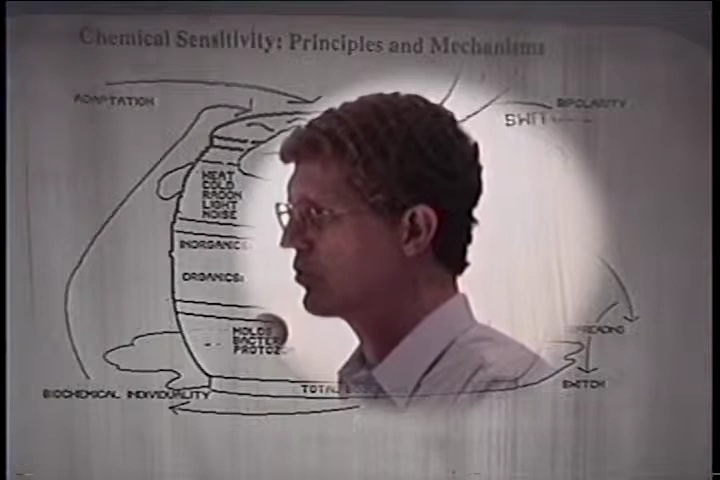 Chemical Sensitivity: Principles and Mechanisms
ADAPTATION
BIPOLARITY
HEAT
COLD
RADON
LIGHT
NOISE
INORGANICS
ORGANICS:
MOLDS
SPREADING
SWITCH
BIOCHEMICAL INDIVIDUALITY
TOTAL